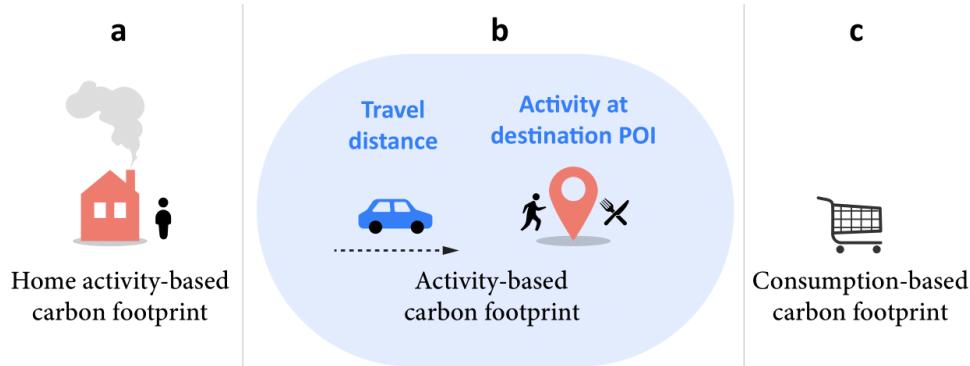 a
Home activity-based
carbon footprint
b
Travel
distance
Activity at
destination POI
Activity-based
carbon footprint
c
Consumption-based
carbon footprint